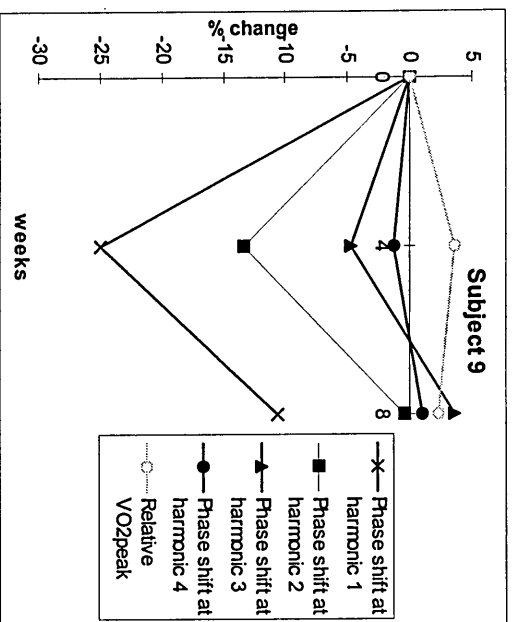 Subject 9
% change
5
0
-5
-10
-15
-20
-25
-30
0
4
8
weeks
Phase shift at
harmonic 1
Phase shift at
harmonic 2
Phase shift at
harmonic 3
Phase shift at
harmonic 4
Relative
VO2peak